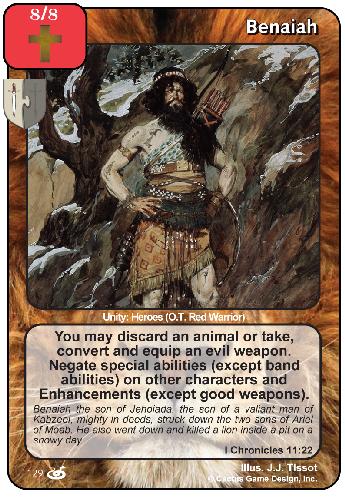 8/8
Benaiah
Unity: Heroes (O.T. Red Warrior)
You may discard an animal or take,
convert and equip an evil weapon.
Negate special abilities (except band
abilities) on other characters and
Enhancements (except good weapons).
Benaiah the son of Jehoiada, the son of a valiant man of
Kabzeel, mighty in deeds, struck down the two sons of Ariel
of Moab. He also went down and killed a lion inside a pit on a
snowy day.
I Chronicles 11:22
29
Illus. J.J. Tissot
© Cactus Game Design, Inc.